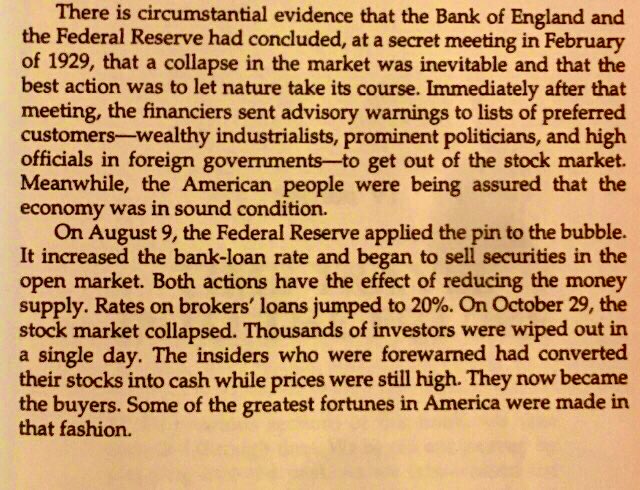 There is circumstantial evidence that the Bank of England and
the Federal Reserve had concluded, at a secret meeting in February
of 1929, that a collapse in the market was inevitable and that the
best action was to let nature take its course. Immediately after that
meeting, the financiers sent advisory warnings to lists of preferred
customers—wealthy industrialists, prominent politicians, and high
officials in foreign governments—to get out of the stock market.
Meanwhile, the American people were being assured that the
economy was in sound condition.
On August 9, the Federal Reserve applied the pin to the bubble.
It increased the bank-loan rate and began to sell securities in the
open market. Both actions have the effect of reducing the money
supply. Rates on brokers' loans jumped to 20%. On October 29, the
stock market collapsed. Thousands of investors were wiped out in
a single day. The insiders who were forewarned had converted
their stocks into cash while prices were still high. They now became
the buyers. Some of the greatest fortunes in America were made in
that fashion.